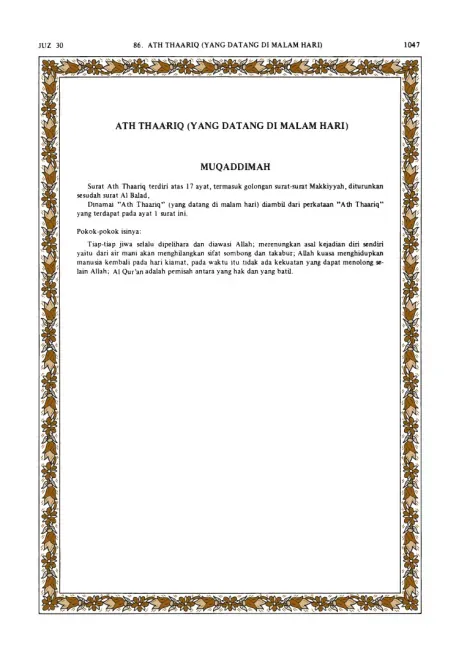 JUZ 30 86. ATH THAARIQ (YANG DATANG DI MALAM HARI) 1047
ATH THAARIQ (YANG DATANG DI MALAM HARI)
MUQADDIMAH
Surat Ath Thaariq terdiri atas 17 ayat, termasuk golongan surat-surat Makkiyyah, diturunkan
sesudah surat Al Balad.
Dinamai "Ath Thaariq" (yang datang di malam hari) diambil dari perkataan "Ath Thaariq"
yang terdapat pada ayat 1 surat ini.
Pokok-pokok isinya:
Tiap-tiap jiwa selalu dipelihara dan diawasi Allah; merenungkan asal kejadian diri sendiri
yaitu dari air mani akan menghilangkan sifat sombong dan takabur; Allah kuasa menghidupkan
manusia kembali pada hari kiamat, pada waktu itu tidak ada kekuatan yang dapat menolong se-
lain Allah; Al Qur'an adalah pemisah antara yang hak dan yang batil.